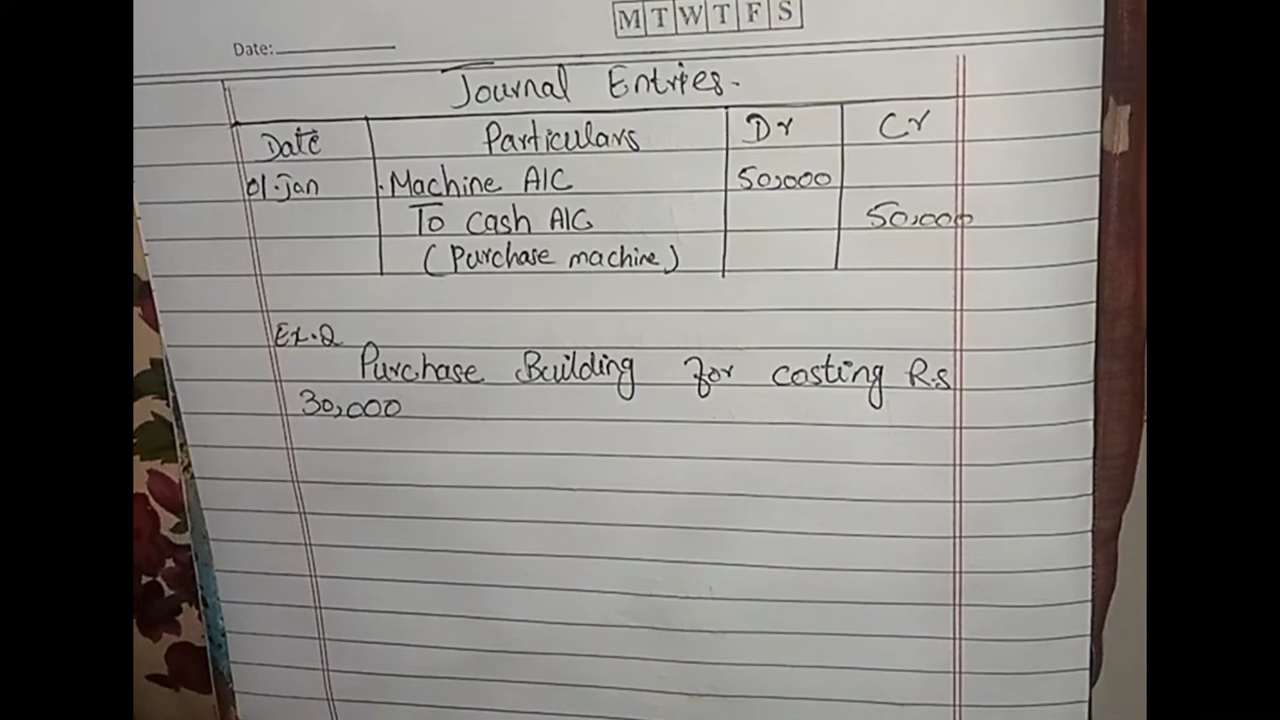 M T W T F S
Date:
Journal Entries.
Date Particulars Dr Cr
01.Jan Machine A/C 50,000
To Cash A/C 50,000
(Purchase machine)
Ex.2
Purchase Building for costing R.s
30,000